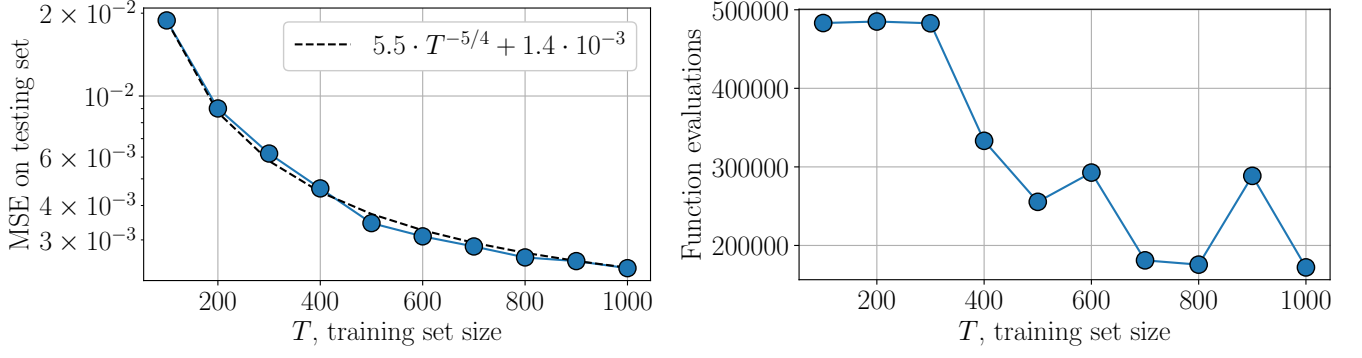 MSE on testing set
2 × 10⁻²
10⁻²
6 × 10⁻³
4 × 10⁻³
3 × 10⁻³
5.5 · T⁻⁵/⁴ + 1.4 · 10⁻³
200 400 600 800 1000
T, training set size
Function evaluations
500000
400000
300000
200000
200 400 600 800 1000
T, training set size